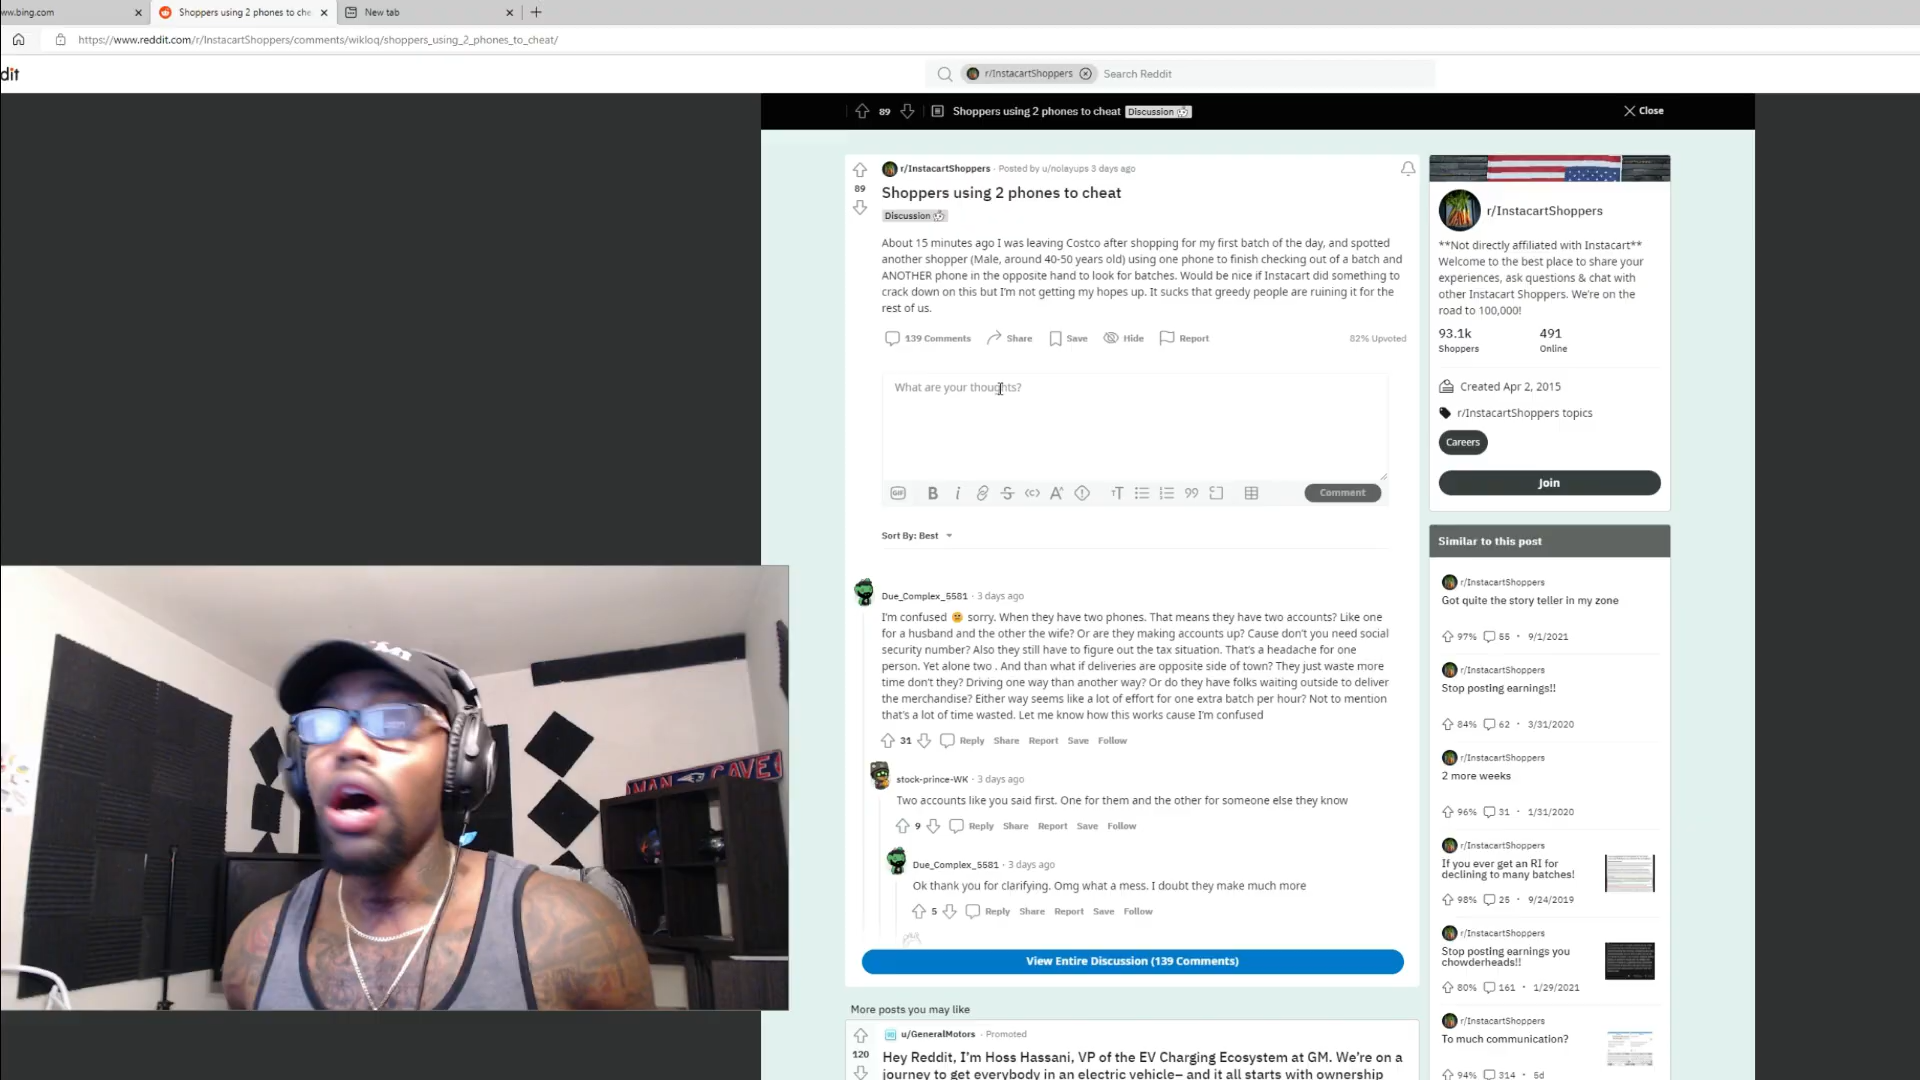 ww.bing.com
Shoppers using 2 phones to che
New tab
https://www.reddit.com/r/InstacartShoppers/comments/wikloq/shoppers_using_2_phones_to_cheat/
dit
r/InstacartShoppers
Search Reddit
89
Shoppers using 2 phones to cheat
Discussion
Close
r/InstacartShoppers · Posted by u/nolayups 3 days ago
89
Shoppers using 2 phones to cheat
Discussion
About 15 minutes ago I was leaving Costco after shopping for my first batch of the day, and spotted
another shopper (Male, around 40-50 years old) using one phone to finish checking out of a batch and
ANOTHER phone in the opposite hand to look for batches. Would be nice if Instacart did something to
crack down on this but I'm not getting my hopes up. It sucks that greedy people are ruining it for the
rest of us.
139 Comments Share Save Hide Report 82% Upvoted
What are your thoughts?
GIF B i T Comment
Sort By: Best
Due_Complex_5581 · 3 days ago
I'm confused 😕 sorry. When they have two phones. That means they have two accounts? Like one
for a husband and the other the wife? Or are they making accounts up? Cause don't you need social
security number? Also they still have to figure out the tax situation. That's a headache for one
person. Yet alone two . And than what if deliveries are opposite side of town? They just waste more
time don't they? Driving one way than another way? Or do they have folks waiting outside to deliver
the merchandise? Either way seems like a lot of effort for one extra batch per hour? Not to mention
that's a lot of time wasted. Let me know how this works cause I'm confused
31 Reply Share Report Save Follow
stock-prince-WK · 3 days ago
Two accounts like you said first. One for them and the other for someone else they know
9 Reply Share Report Save Follow
Due_Complex_5581 · 3 days ago
Ok thank you for clarifying. Omg what a mess. I doubt they make much more
5 Reply Share Report Save Follow
View Entire Discussion (139 Comments)
More posts you may like
u/GeneralMotors · Promoted
120
Hey Reddit, I'm Hoss Hassani, VP of the EV Charging Ecosystem at GM. We're on a
journey to get everybody in an electric vehicle– and it all starts with ownership
r/InstacartShoppers
**Not directly affiliated with Instacart**
Welcome to the best place to share your
experiences, ask questions & chat with
other Instacart Shoppers. We're on the
road to 100,000!
93.1k 491
Shoppers Online
Created Apr 2, 2015
r/InstacartShoppers topics
Careers
Join
Similar to this post
r/InstacartShoppers
Got quite the story teller in my zone
97% 55 · 9/1/2021
r/InstacartShoppers
Stop posting earnings!!
84% 62 · 3/31/2020
r/InstacartShoppers
2 more weeks
96% 31 · 1/31/2020
r/InstacartShoppers
If you ever get an RI for
declining to many batches!
98% 25 · 9/24/2019
r/InstacartShoppers
Stop posting earnings you
chowderheads!!
80% 161 · 1/29/2021
r/InstacartShoppers
To much communication?
94% 314 · 5d
MAN CAVE